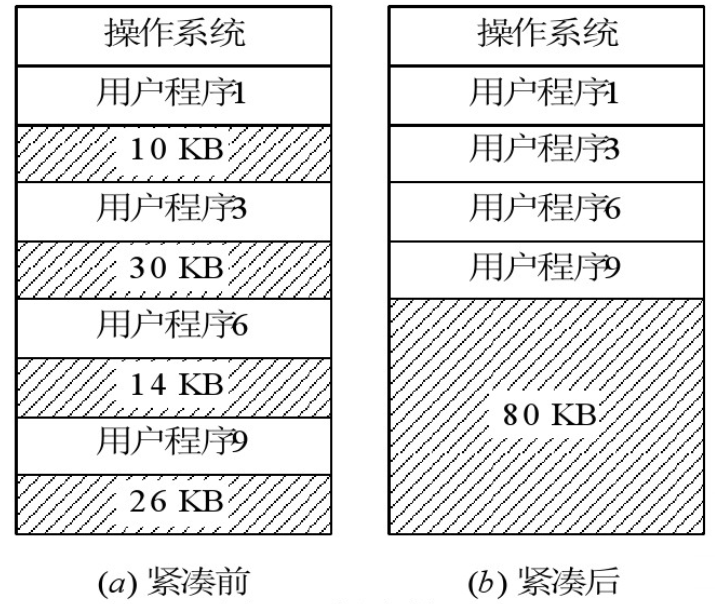 操作系统
用户程序1
10 KB
用户程序3
30 KB
用户程序6
14 KB
用户程序9
26 KB
(a) 紧凑前
操作系统
用户程序1
用户程序3
用户程序6
用户程序9
80 KB
(b) 紧凑后